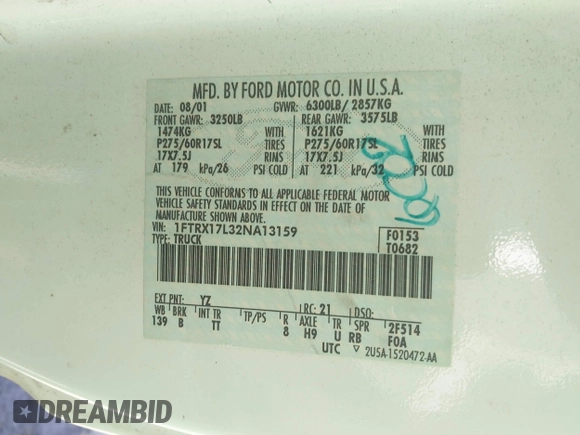 MFD. BY FORD MOTOR CO. IN U.S.A.
DATE: 08/01 GVWR: 6300LB/ 2857KG
FRONT GAWR: 3250LB REAR GAWR: 3575LB
1474KG WITH 1621KG WITH
P275/60R17SL TIRES P275/60R17SL TIRES
17X7.5J RIMS 17X7.5J RIMS
AT 179 kPa/26 PSI COLD AT 221 kPa/32 PSI COLD
THIS VEHICLE CONFORMS TO ALL APPLICABLE FEDERAL MOTOR
VEHICLE SAFETY STANDARDS IN EFFECT ON THE DATE OF
MANUFACTURE SHOWN ABOVE.
VIN: 1FTRX17L32NA13159 F0153
TYPE: TRUCK T0682
EXT PNT: YZ RC: 21 DSO:
WB BRK INT TR TP/PS R AXLE TR SPR 2F514
139 B TT 8 H9 U RB F0A
UTC 2U5A-1520472-AA
DREAMBID